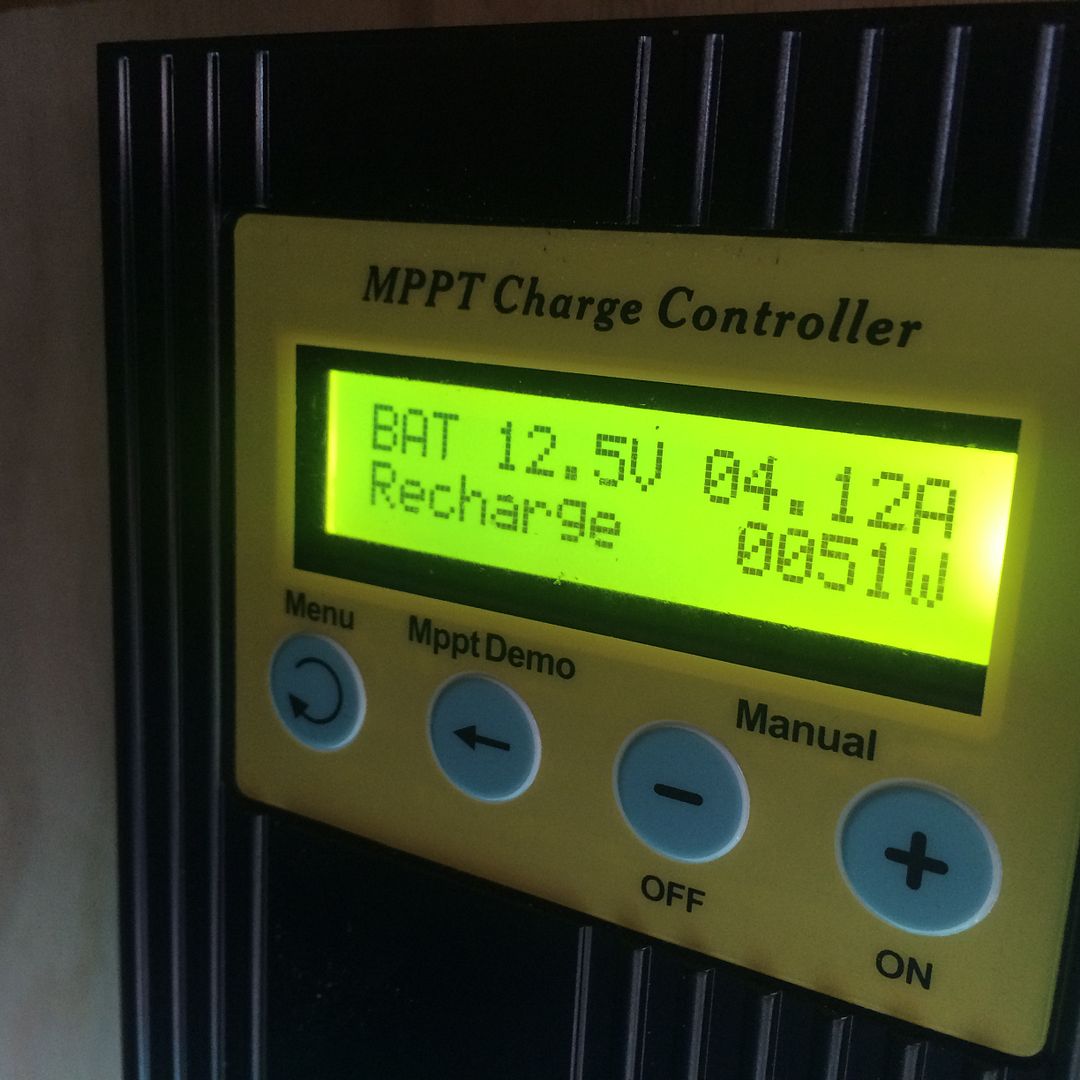 MPPT Charge Controller
BAT 12.5V 04.12A
Recharge 0051W
Menu
Mppt Demo
Manual
OFF
ON